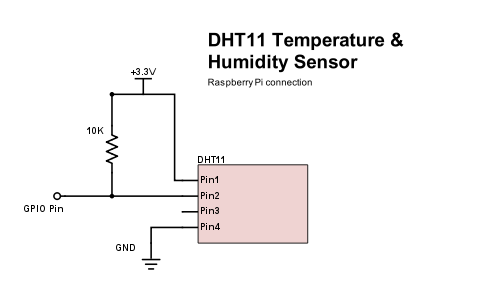 DHT11 Temperature &
Humidity Sensor
Raspberry Pi connection
+3.3V
10K
DHT11
Pin1
Pin2
GPIO Pin
Pin3
Pin4
GND